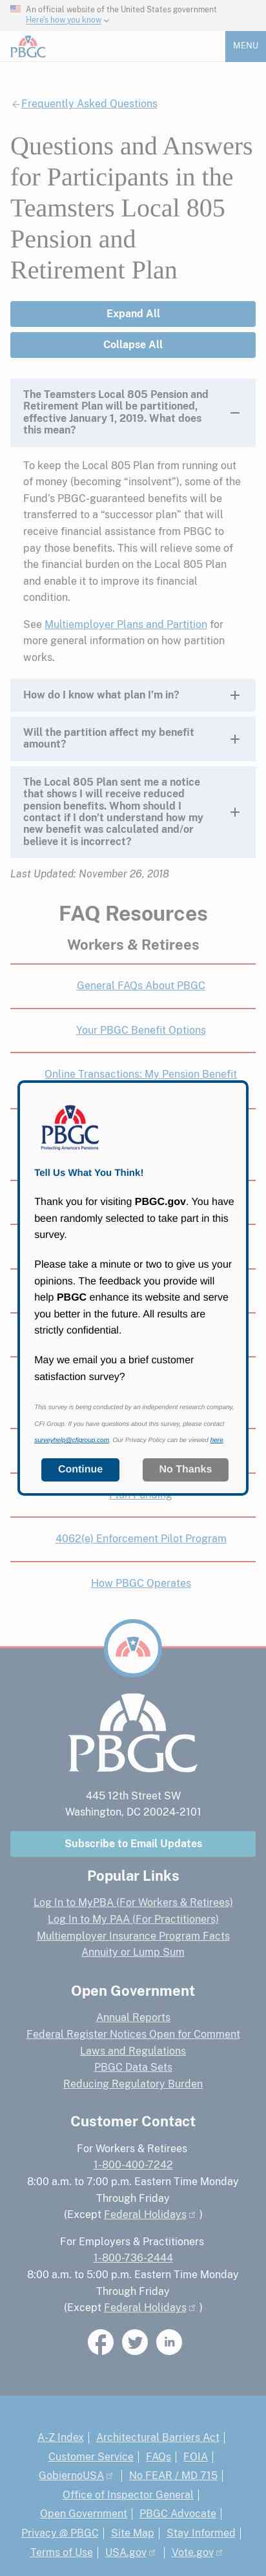 An official website of the United States government
Here's how you know
PBGC
MENU
Frequently Asked Questions
Questions and Answers
for Participants in the
Teamsters Local 805
Pension and
Retirement Plan
Expand All
Collapse All
The Teamsters Local 805 Pension and
Retirement Plan will be partitioned,
effective January 1, 2019. What does
this mean?
To keep the Local 805 Plan from running out
of money (becoming “insolvent”), some of the
Fund's PBGC-guaranteed benefits will be
transferred to a “successor plan” that will
receive financial assistance from PBGC to
pay those benefits. This will relieve some of
the financial burden on the Local 805 Plan
and enable it to improve its financial
condition.
See Multiemployer Plans and Partition for
more general information on how partition
works.
How do I know what plan I’m in?
Will the partition affect my benefit
amount?
The Local 805 Plan sent me a notice
that shows I will receive reduced
pension benefits. Whom should I
contact if I don’t understand how my
new benefit was calculated and/or
believe it is incorrect?
Last Updated: November 26, 2018
FAQ Resources
Workers & Retirees
General FAQs About PBGC
Your PBGC Benefit Options
Online Transactions: My Pension Benefit
PBGC
Protecting America's Pensions
Tell Us What You Think!
Thank you for visiting PBGC.gov. You have
been randomly selected to take part in this
survey.
Please take a minute or two to give us your
opinions. The feedback you provide will
help PBGC enhance its website and serve
you better in the future. All results are
strictly confidential.
May we email you a brief customer
satisfaction survey?
This survey is being conducted by an independent research company,
CFI Group. If you have questions about this survey, please contact
surveyhelp@cfigroup.com. Our Privacy Policy can be viewed here.
Continue
No Thanks
Plan Funding
4062(e) Enforcement Pilot Program
How PBGC Operates
PBGC
445 12th Street SW
Washington, DC 20024-2101
Subscribe to Email Updates
Popular Links
Log In to MyPBA (For Workers & Retirees)
Log In to My PAA (For Practitioners)
Multiemployer Insurance Program Facts
Annuity or Lump Sum
Open Government
Annual Reports
Federal Register Notices Open for Comment
Laws and Regulations
PBGC Data Sets
Reducing Regulatory Burden
Customer Contact
For Workers & Retirees
1-800-400-7242
8:00 a.m. to 7:00 p.m. Eastern Time Monday
Through Friday
(Except Federal Holidays )
For Employers & Practitioners
1-800-736-2444
8:00 a.m. to 5:00 p.m. Eastern Time Monday
Through Friday
(Except Federal Holidays )
A-Z Index | Architectural Barriers Act |
Customer Service | FAQs | FOIA |
GobiernoUSA | No FEAR / MD 715 |
Office of Inspector General |
Open Government | PBGC Advocate |
Privacy @ PBGC | Site Map | Stay Informed |
Terms of Use | USA.gov | Vote.gov